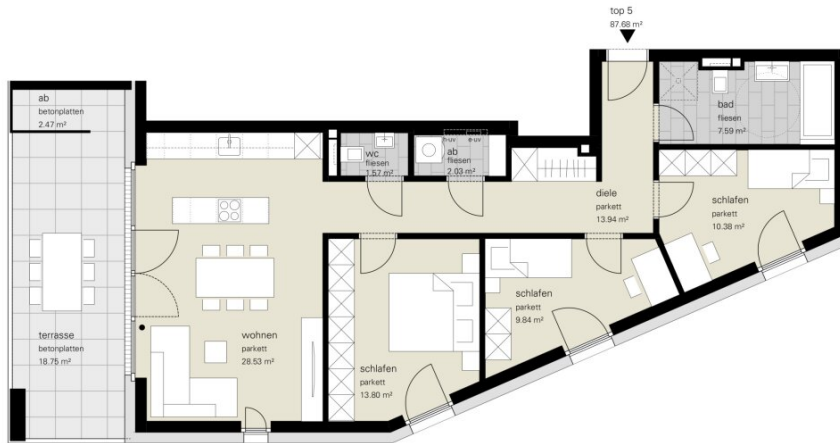 top 5
87.68 m²
ab
betonplatten
2.47 m²
bad
fliesen
7.59 m²
wc
fliesen
1.57 m²
h-uv
e-uv
ab
fliesen
2.03 m²
diele
parkett
13.94 m²
schlafen
parkett
10.38 m²
schlafen
parkett
9.84 m²
terrasse
betonplatten
18.75 m²
wohnen
parkett
28.53 m²
schlafen
parkett
13.80 m²